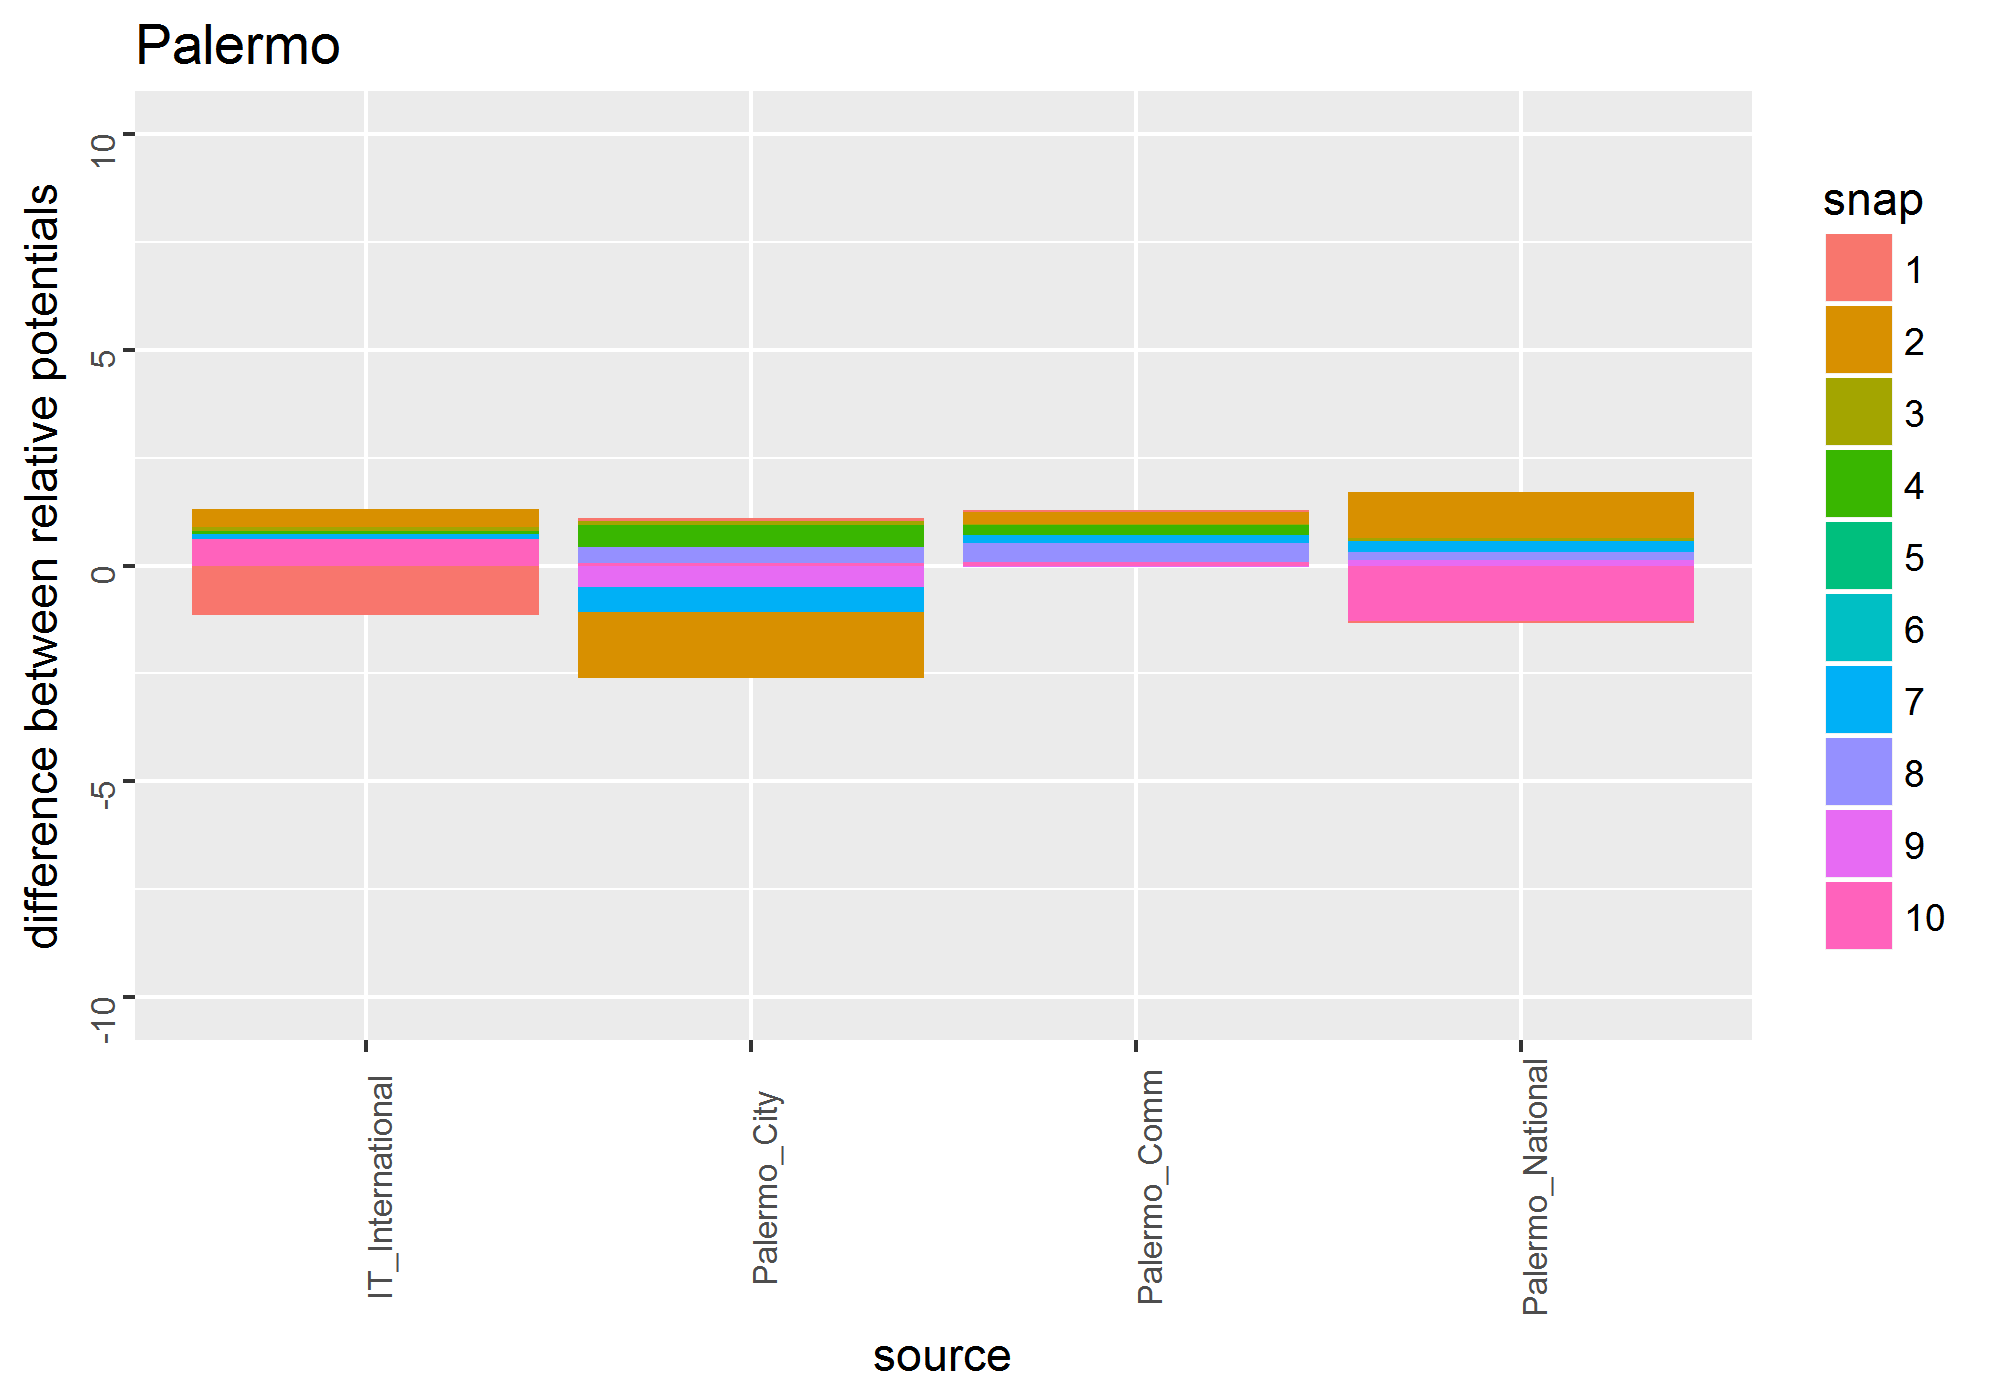 Palermo
difference between relative potentials
10
5
0
-5
-10
IT_International
Palermo_City
Palermo_Comm
Palermo_National
source
snap
1
2
3
4
5
6
7
8
9
10